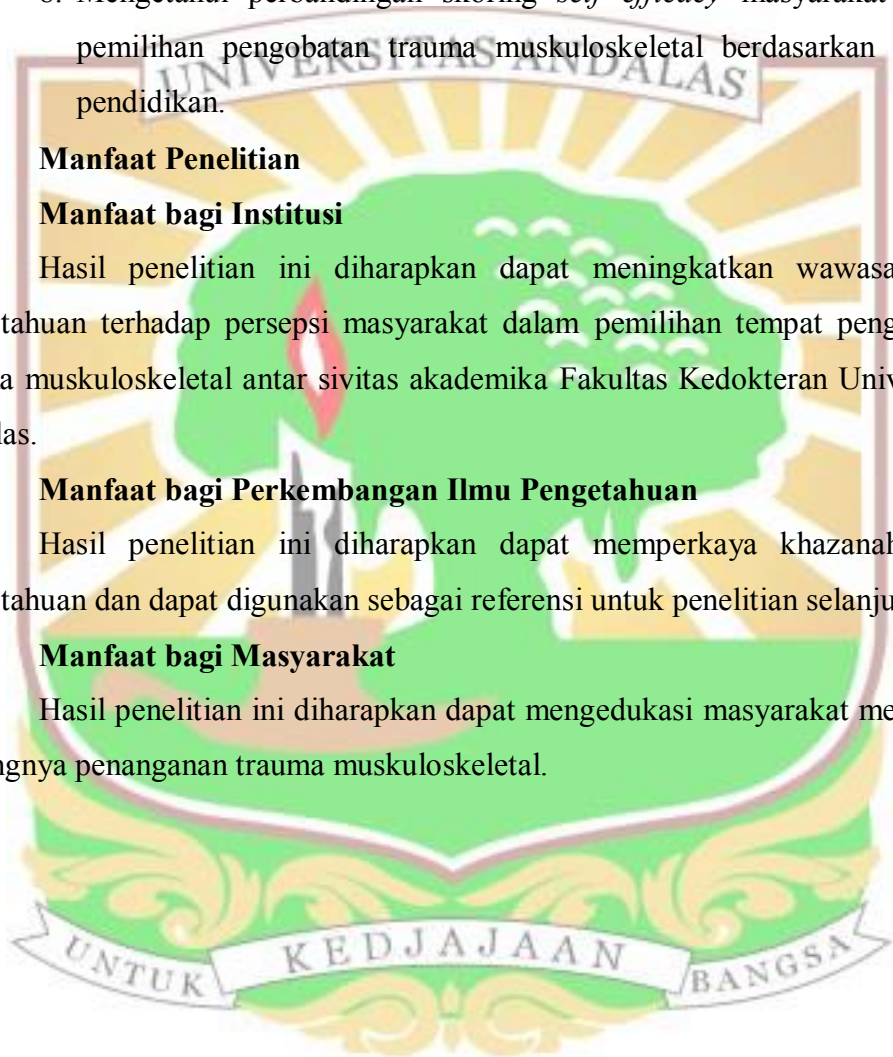 Mengetahui perbandingan skoring self efficacy masyarakat
pemilihan pengobatan trauma muskuloskeletal berdasarkan
UNIVERSITAS ANDALAS
pendidikan.
Manfaat Penelitian
Manfaat bagi Institusi
Hasil penelitian ini diharapkan dapat meningkatkan wawasa
tahuan terhadap persepsi masyarakat dalam pemilihan tempat peng
a muskuloskeletal antar sivitas akademika Fakultas Kedokteran Univ
las.
Manfaat bagi Perkembangan Ilmu Pengetahuan
Hasil penelitian ini diharapkan dapat memperkaya khazanah
tahuan dan dapat digunakan sebagai referensi untuk penelitian selanju
Manfaat bagi Masyarakat
Hasil penelitian ini diharapkan dapat mengedukasi masyarakat me
ngnya penanganan trauma muskuloskeletal.
UNTUK KEDJAJAAN BANGSA